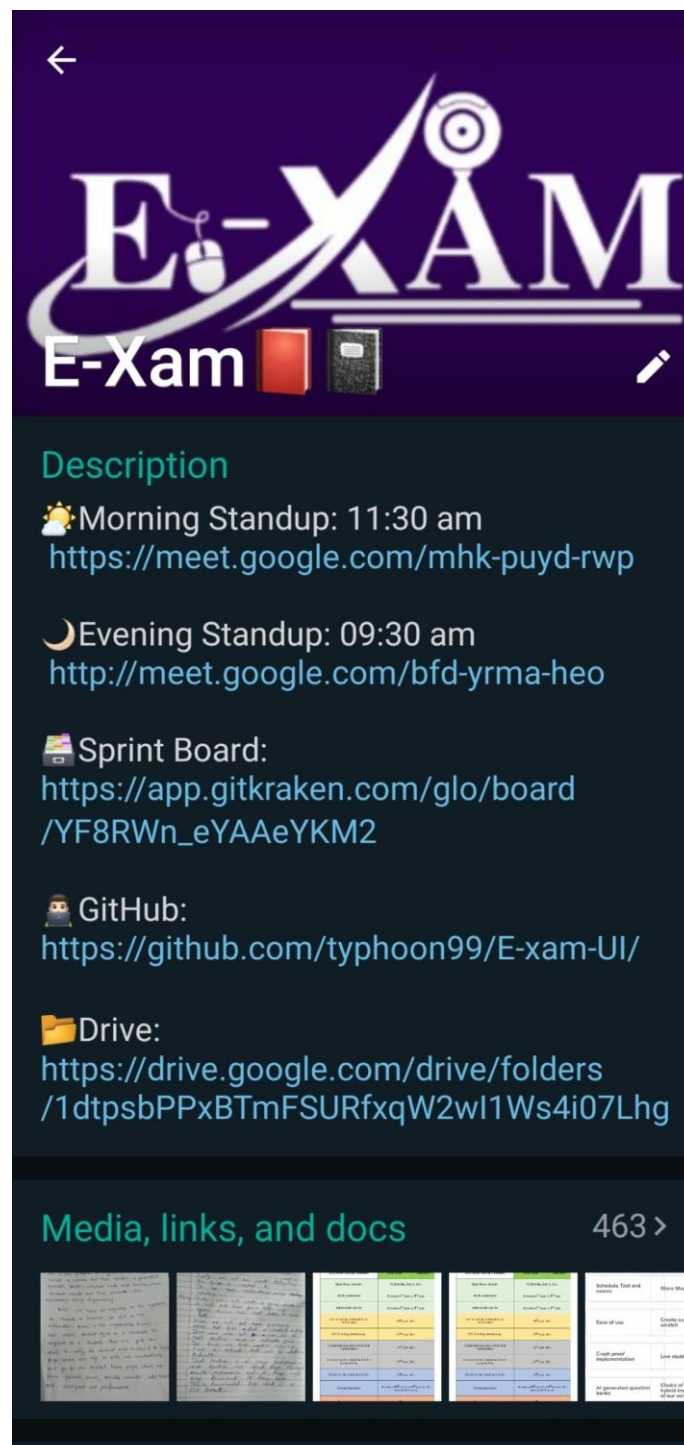 E-XAM
E-Xam📕📓
Description
🌤Morning Standup: 11:30 am
https://meet.google.com/mhk-puyd-rwp
🌙Evening Standup: 09:30 am
http://meet.google.com/bfd-yrma-heo
🗃Sprint Board:
https://app.gitkraken.com/glo/board
/YF8RWn_eYAAeYKM2
👨🏻‍💻GitHub:
https://github.com/typhoon99/E-xam-UI/
📂Drive:
https://drive.google.com/drive/folders
/1dtpsbPPxBTmFSURfxqW2wI1Ws4i07Lhg
Media, links, and docs 463
Schedule Test and
exams
Ease of use
Crash proof
implementation
Live stud
AI generated question
banks